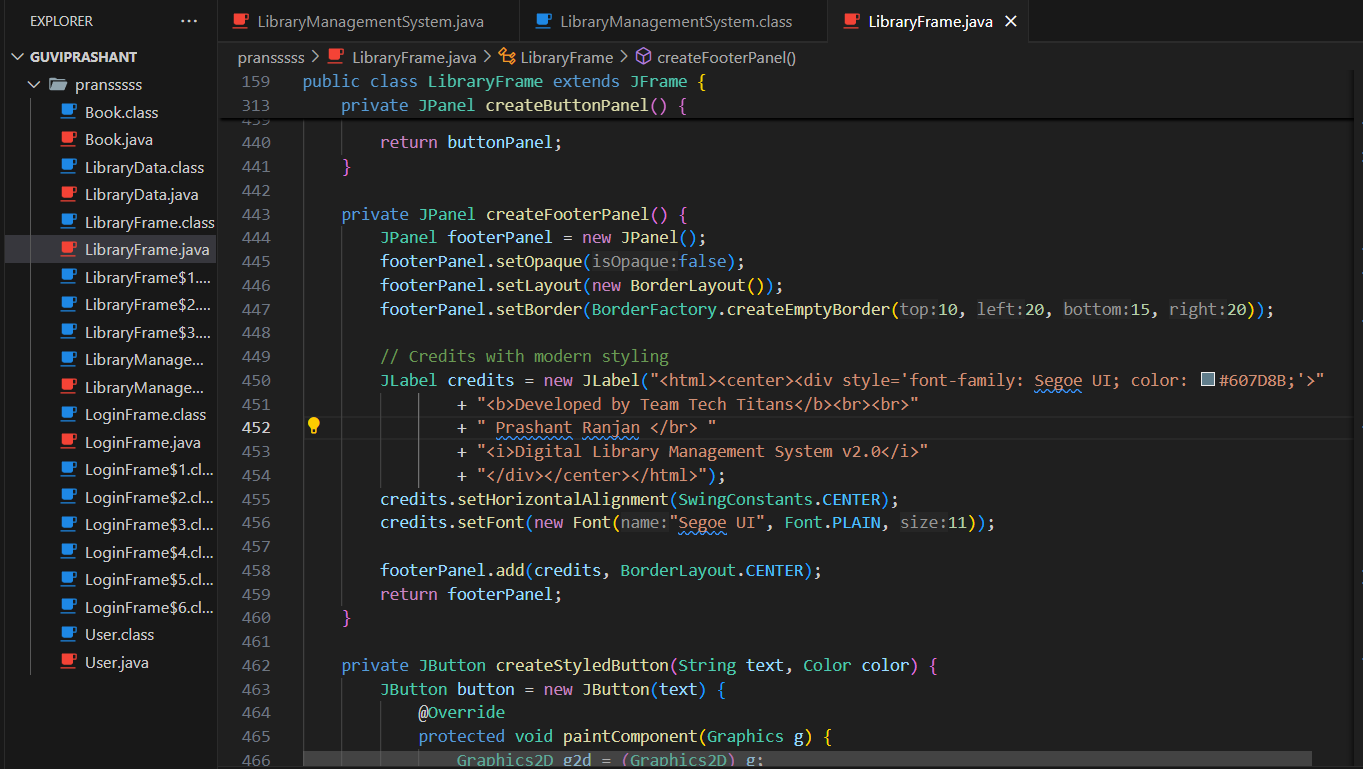 EXPLORER
LibraryManagementSystem.java
LibraryManagementSystem.class
LibraryFrame.java
GUVIPRASHANT
pransssss
Book.class
Book.java
LibraryData.class
LibraryData.java
LibraryFrame.class
LibraryFrame.java
LibraryFrame$1....
LibraryFrame$2....
LibraryFrame$3....
LibraryManage...
LibraryManage...
LoginFrame.class
LoginFrame.java
LoginFrame$1.cl...
LoginFrame$2.cl...
LoginFrame$3.cl...
LoginFrame$4.cl...
LoginFrame$5.cl...
LoginFrame$6.cl...
User.class
User.java
pransssss > LibraryFrame.java > LibraryFrame > createFooterPanel()
159 public class LibraryFrame extends JFrame {
313 private JPanel createButtonPanel() {
439
440 return buttonPanel;
441 }
442
443 private JPanel createFooterPanel() {
444 JPanel footerPanel = new JPanel();
445 footerPanel.setOpaque(isOpaque:false);
446 footerPanel.setLayout(new BorderLayout());
447 footerPanel.setBorder(BorderFactory.createEmptyBorder(top:10, left:20, bottom:15, right:20));
448
449 // Credits with modern styling
450 JLabel credits = new JLabel("<html><center><div style='font-family: Segoe UI; color: #607D8B;'>"
451 + "<b>Developed by Team Tech Titans</b><br><br>"
452 + " Prashant Ranjan </br> "
453 + "<i>Digital Library Management System v2.0</i>"
454 + "</div></center></html>");
455 credits.setHorizontalAlignment(SwingConstants.CENTER);
456 credits.setFont(new Font(name:"Segoe UI", Font.PLAIN, size:11));
457
458 footerPanel.add(credits, BorderLayout.CENTER);
459 return footerPanel;
460 }
461
462 private JButton createStyledButton(String text, Color color) {
463 JButton button = new JButton(text) {
464 @Override
465 protected void paintComponent(Graphics g) {
466 Graphics2D g2d = (Graphics2D) g;